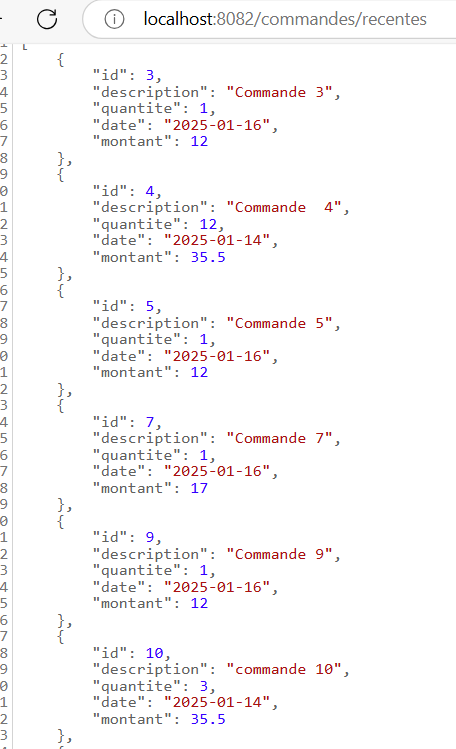 localhost:8082/commandes/recentes
1 [
2 {
3 "id": 3,
4 "description": "Commande 3",
5 "quantite": 1,
6 "date": "2025-01-16",
7 "montant": 12
8 },
9 {
0 "id": 4,
1 "description": "Commande  4",
2 "quantite": 12,
3 "date": "2025-01-14",
4 "montant": 35.5
5 },
6 {
7 "id": 5,
8 "description": "Commande 5",
9 "quantite": 1,
0 "date": "2025-01-16",
1 "montant": 12
2 },
3 {
4 "id": 7,
5 "description": "Commande 7",
6 "quantite": 1,
7 "date": "2025-01-16",
8 "montant": 17
9 },
0 {
1 "id": 9,
2 "description": "Commande 9",
3 "quantite": 1,
4 "date": "2025-01-16",
5 "montant": 12
6 },
7 {
8 "id": 10,
9 "description": "commande 10",
0 "quantite": 3,
1 "date": "2025-01-14",
2 "montant": 35.5
3 },